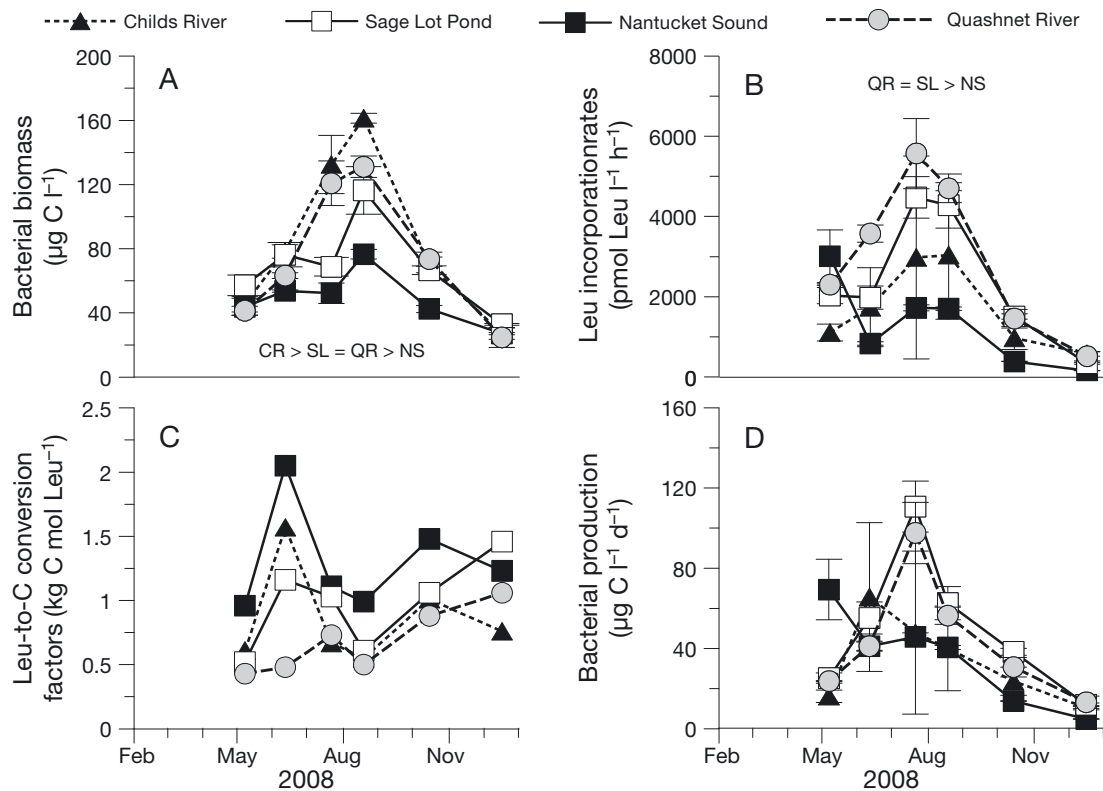 Childs River
Sage Lot Pond
Nantucket Sound
Quashnet River
A
Bacterial biomass
(µg C l⁻¹)
200
160
120
80
40
0
CR > SL = QR > NS
B
QR = SL > NS
Leu incorporationrates
(pmol Leu l⁻¹ h⁻¹)
8000
6000
4000
2000
0
C
Leu-to-C conversion
factors (kg C mol Leu⁻¹)
2.5
2
1.5
1
0.5
0
Feb May Aug Nov
2008
D
Bacterial production
(µg C l⁻¹ d⁻¹)
160
120
80
40
0
Feb May Aug Nov
2008